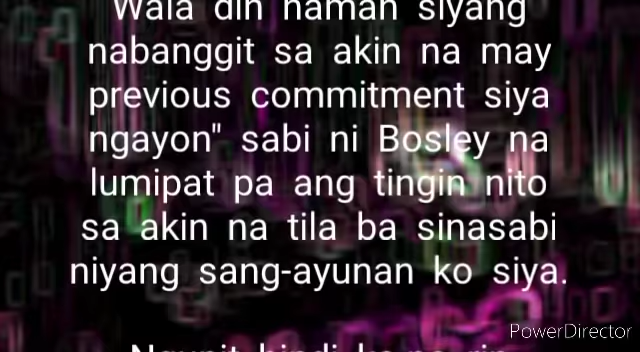 Wala din naman siyang
nabanggit sa akin na may
previous commitment siya
ngayon" sabi ni Bosley na
lumipat pa ang tingin nito
sa akin na tila ba sinasabi
niyang sang-ayunan ko siya.
PowerDirector